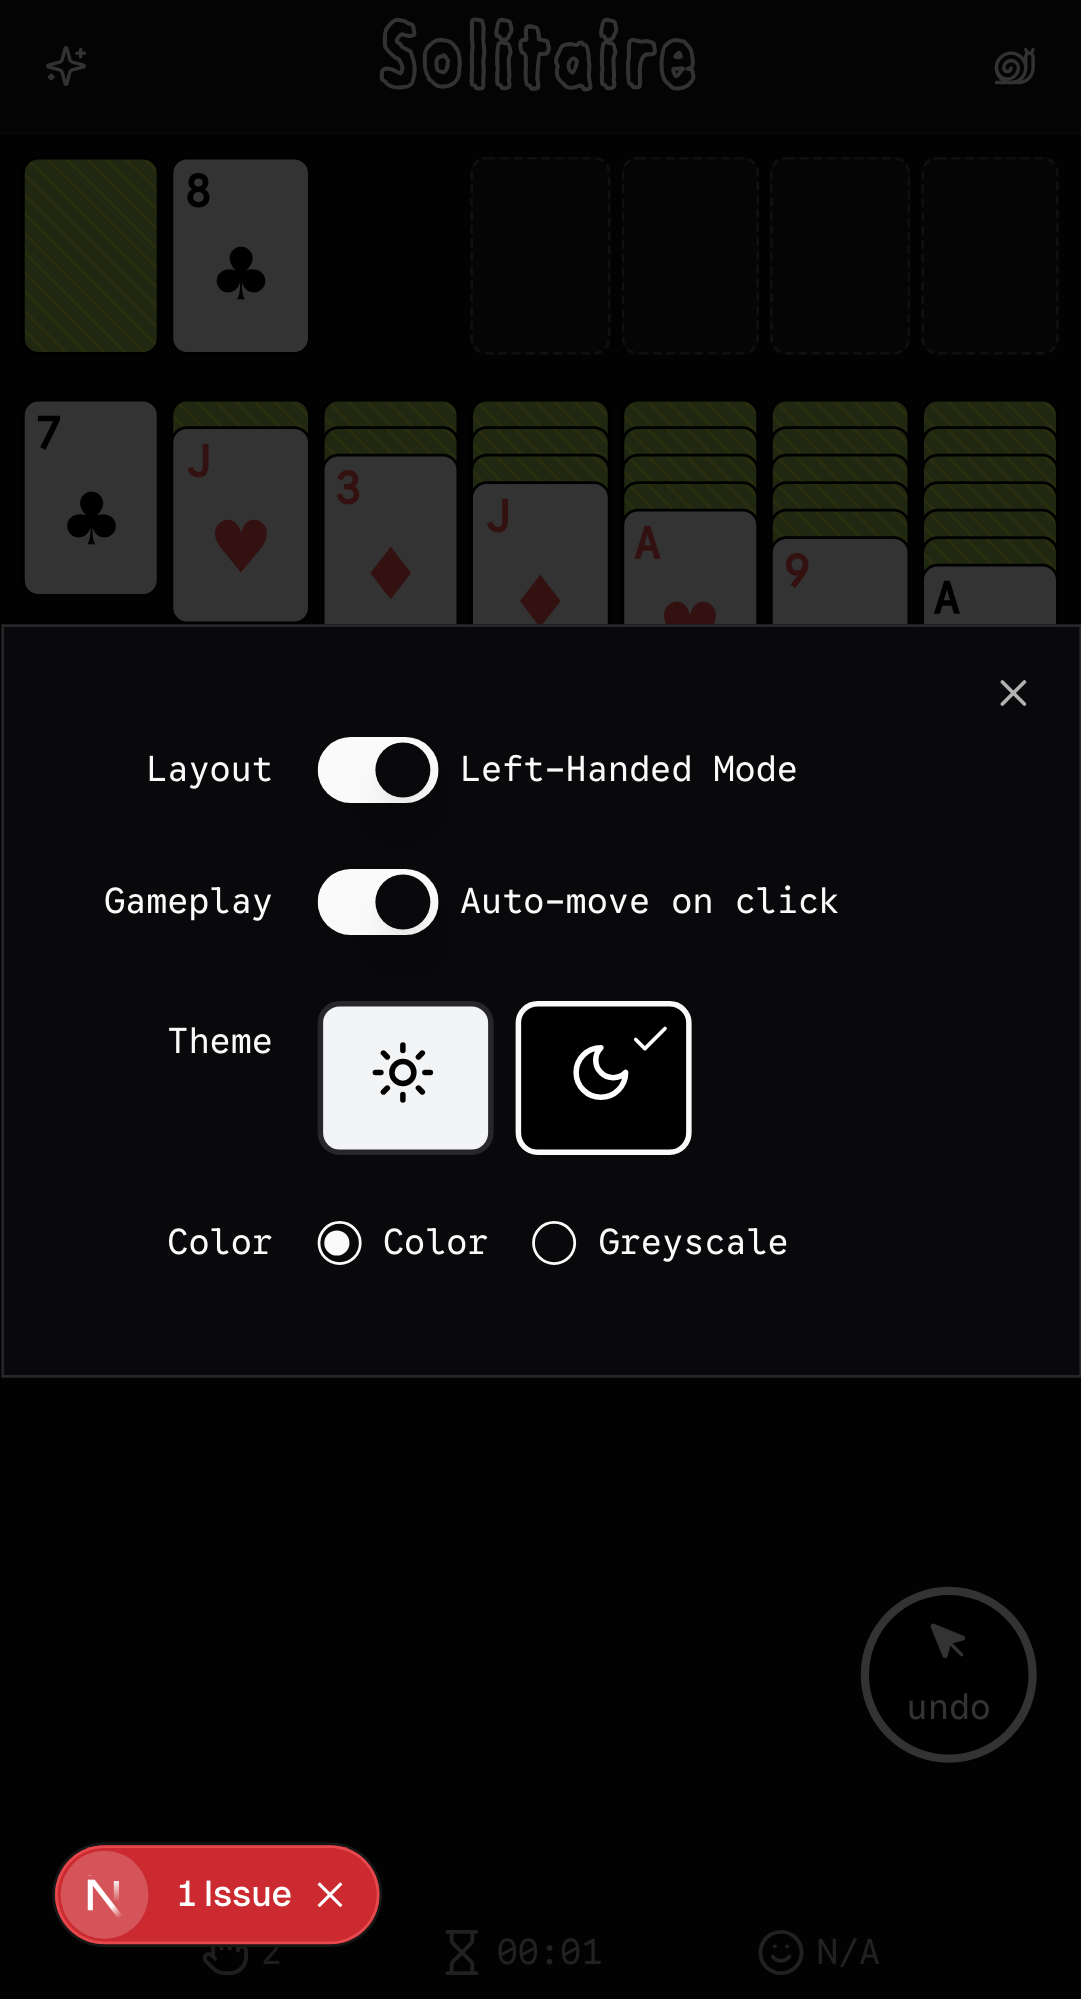 Solitaire
8
7
J
3
J
A
9
A
Layout Left-Handed Mode
Gameplay Auto-move on click
Theme
Color Color Greyscale
undo
N 1 Issue
2 00:01 N/A